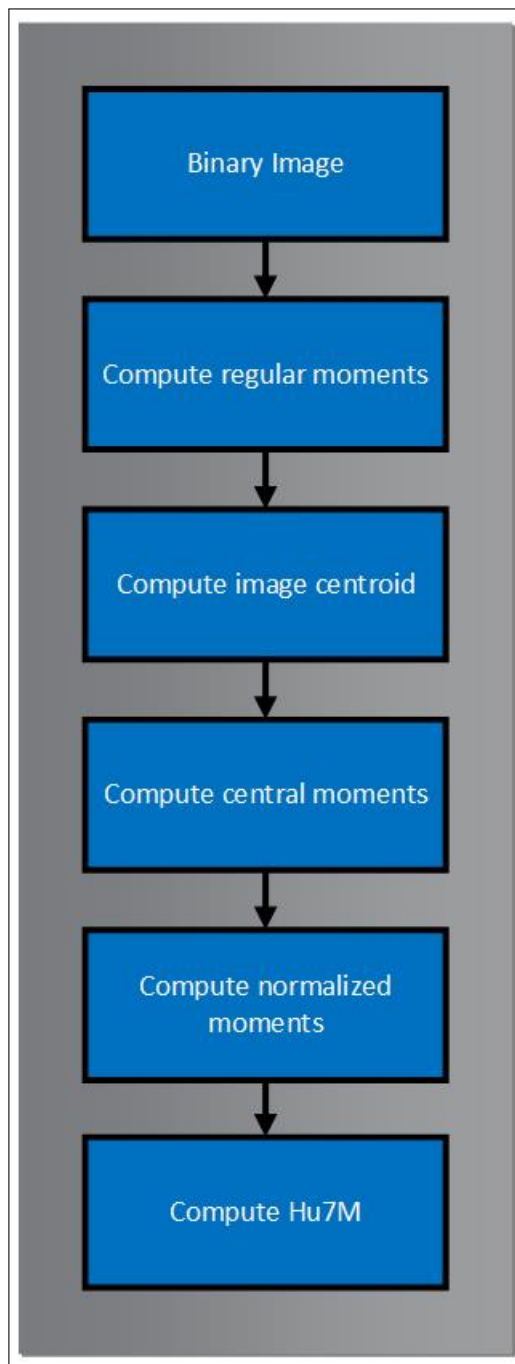 Binary Image
Compute regular moments
Compute image centroid
Compute central moments
Compute normalized
moments
Compute Hu7M